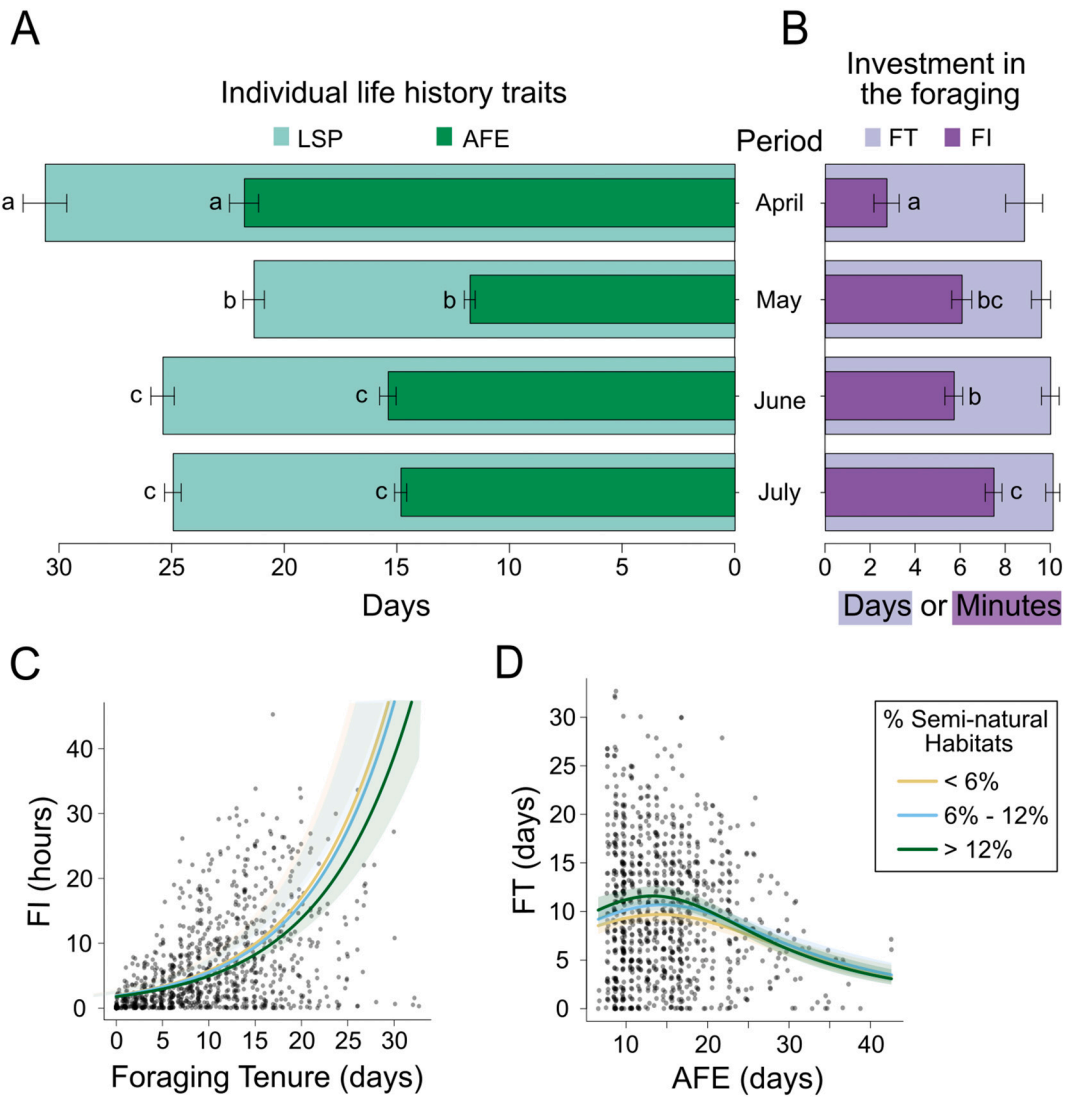 A
B
Individual life history traits
Investment in
the foraging
LSP AFE
Period
FT FI
a a April a
b b May bc
c c June b
c c July c
30 25 20 15 10 5 0
0 2 4 6 8 10
Days
Days or Minutes
C
D
FI (hours)
40
30
20
10
0
0 5 10 15 20 25 30
Foraging Tenure (days)
FT (days)
30
25
20
15
10
5
0
10 20 30 40
AFE (days)
% Semi-natural
Habitats
< 6%
6% - 12%
> 12%